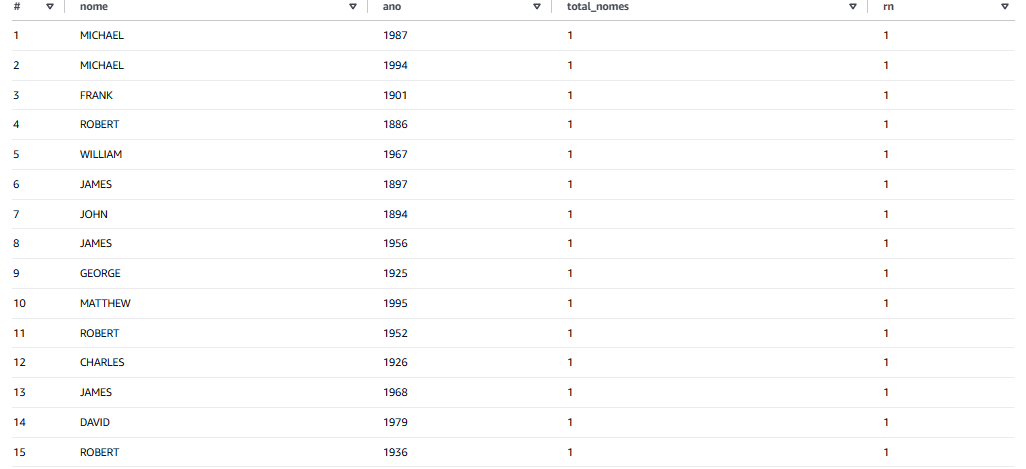 # nome ano total_nomes rn
1 MICHAEL 1987 1 1
2 MICHAEL 1994 1 1
3 FRANK 1901 1 1
4 ROBERT 1886 1 1
5 WILLIAM 1967 1 1
6 JAMES 1897 1 1
7 JOHN 1894 1 1
8 JAMES 1956 1 1
9 GEORGE 1925 1 1
10 MATTHEW 1995 1 1
11 ROBERT 1952 1 1
12 CHARLES 1926 1 1
13 JAMES 1968 1 1
14 DAVID 1979 1 1
15 ROBERT 1936 1 1